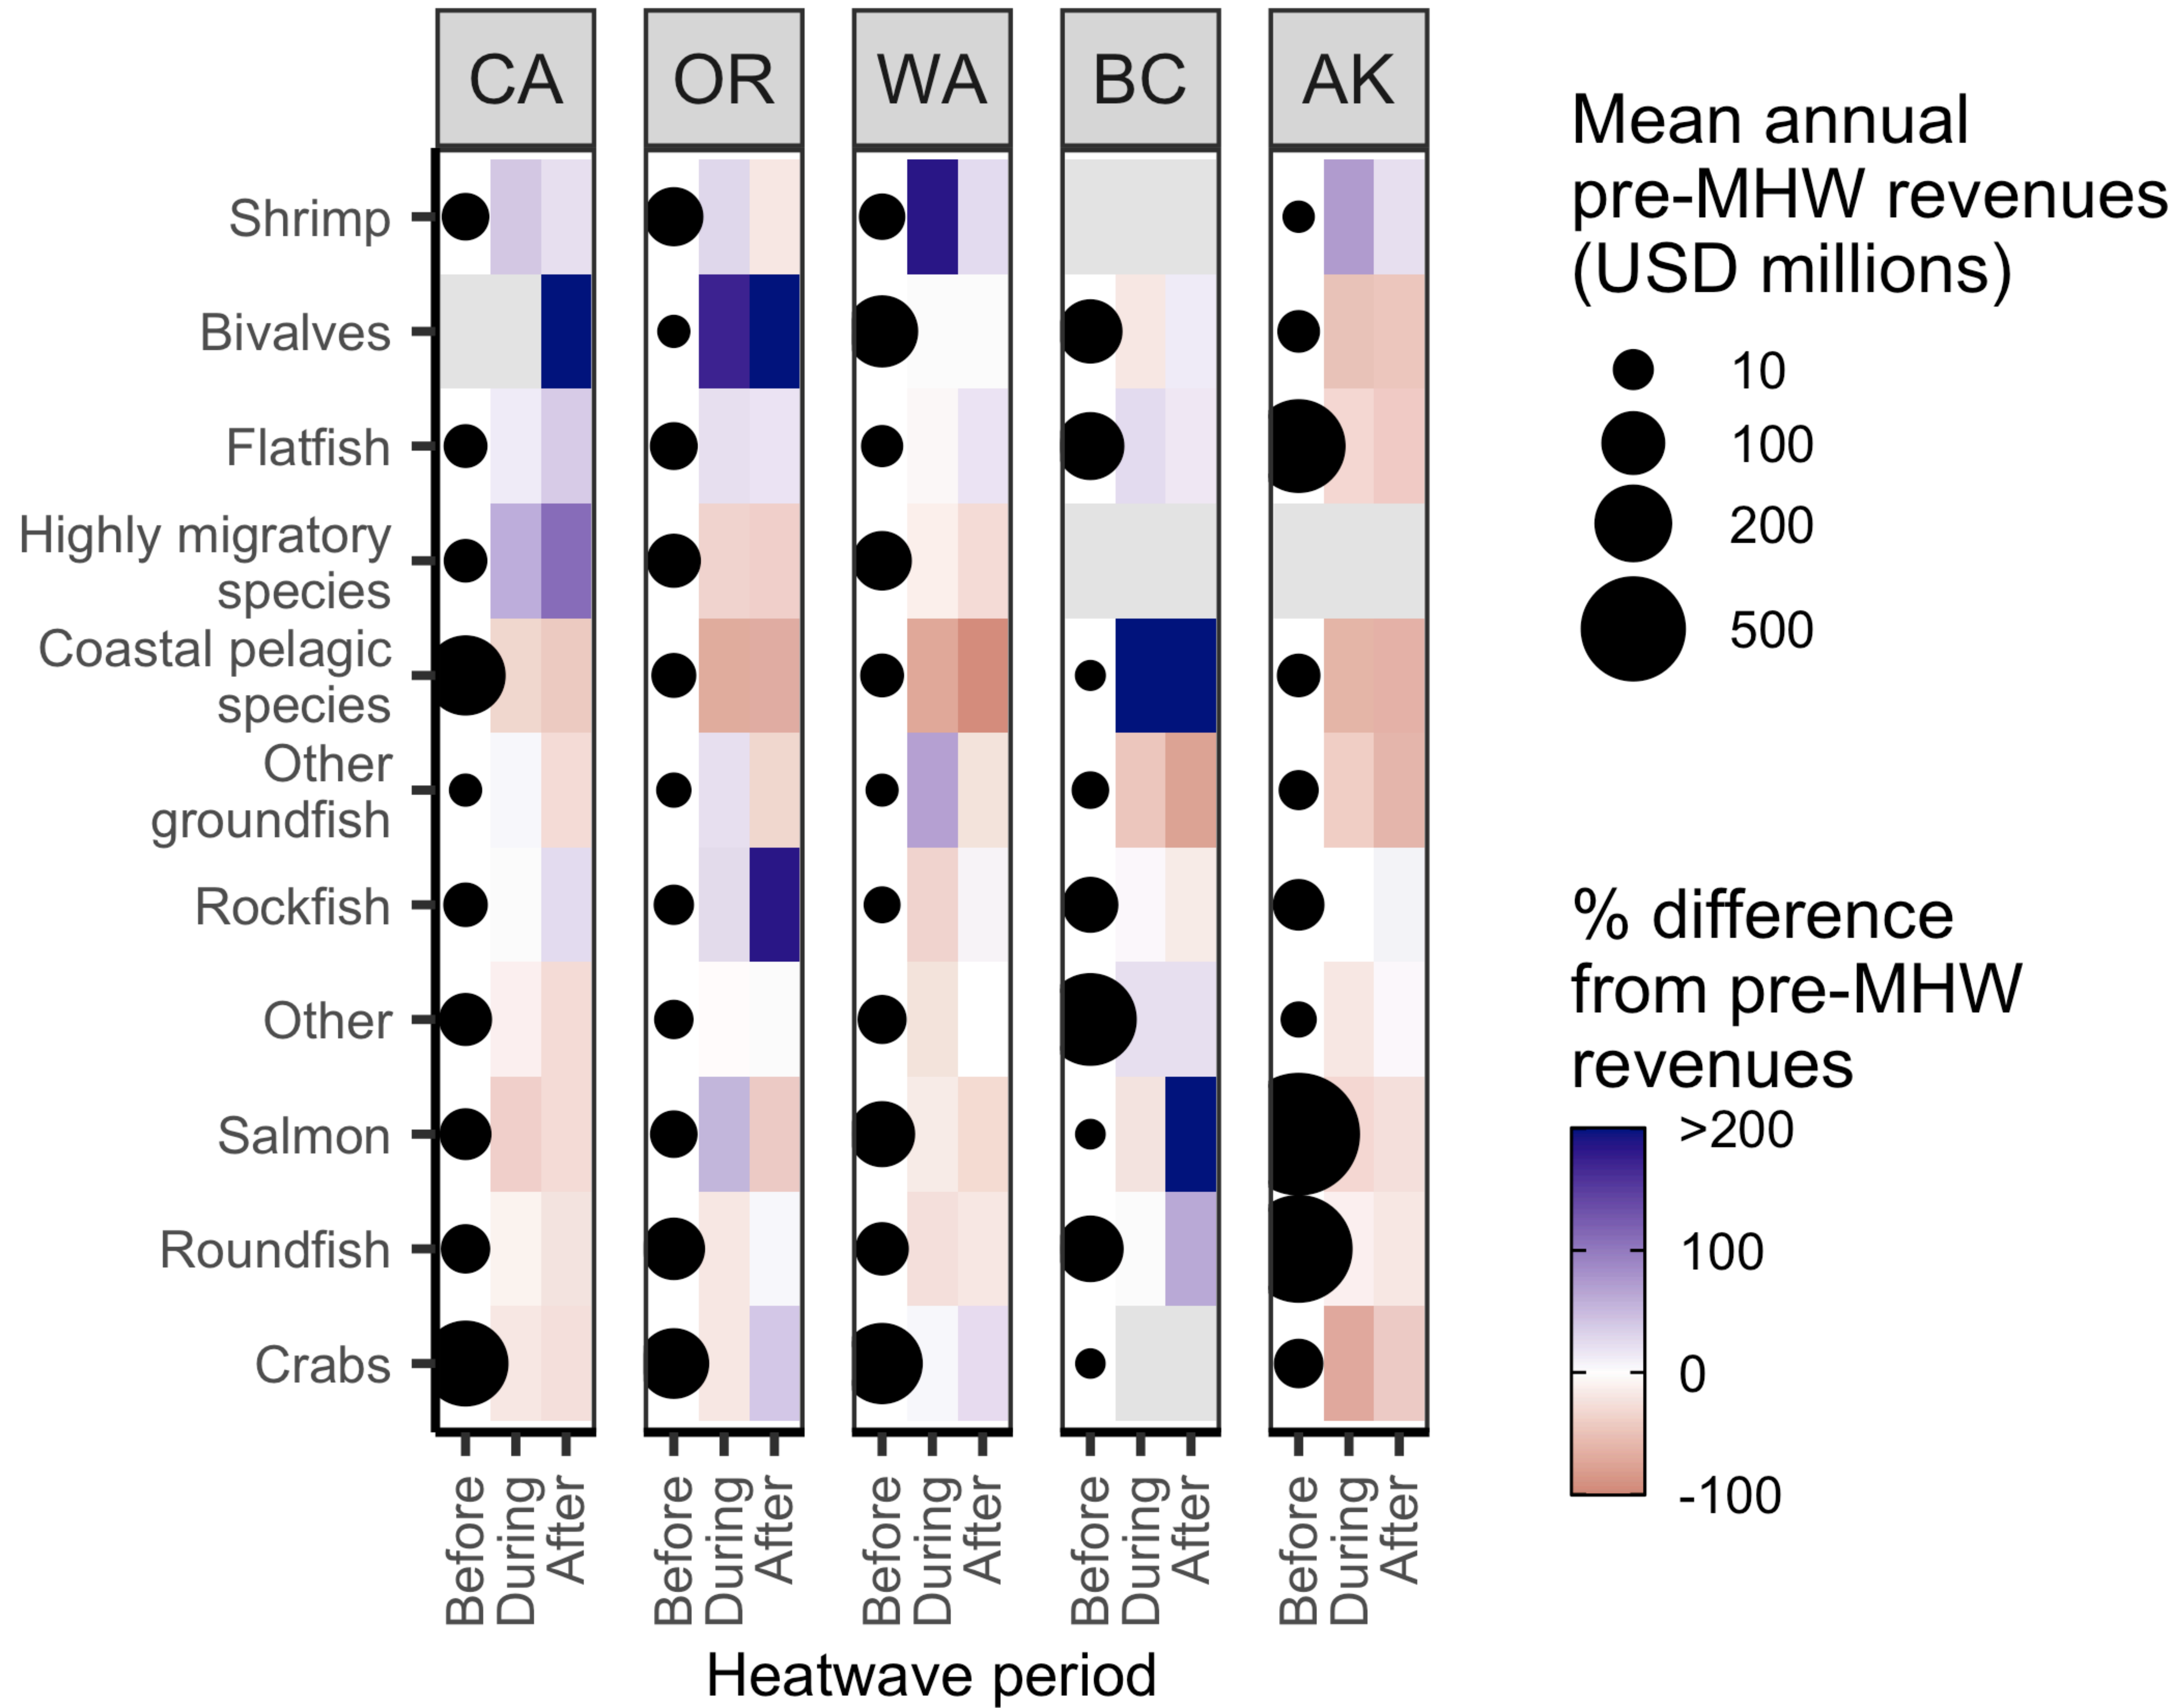 CA
OR
WA
BC
AK
Shrimp
Bivalves
Flatfish
Highly migratory
species
Coastal pelagic
species
Other
groundfish
Rockfish
Other
Salmon
Roundfish
Crabs
Before
During
After
Before
During
After
Before
During
After
Before
During
After
Before
During
After
Heatwave period
Mean annual
pre-MHW revenues
(USD millions)
10
100
200
500
% difference
from pre-MHW
revenues
>200
100
0
-100